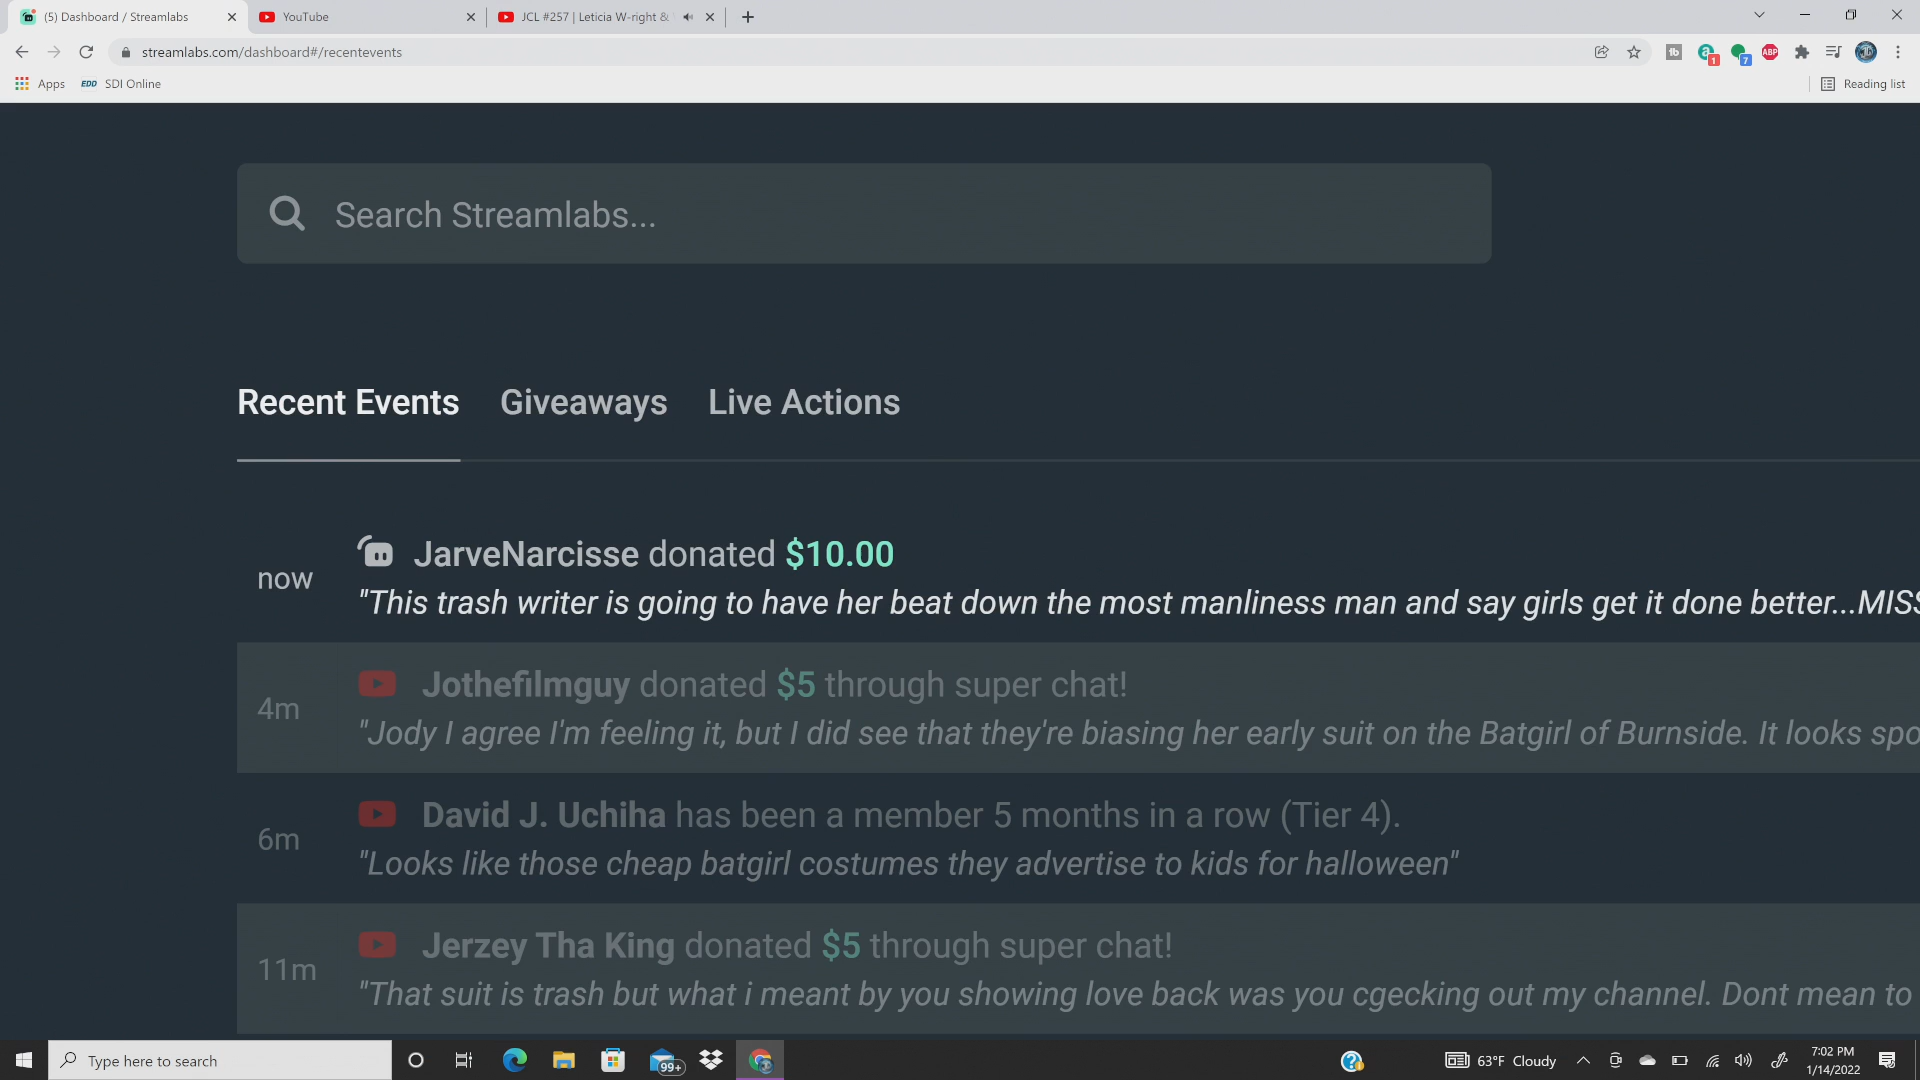 (5) Dashboard / Streamlabs
YouTube
JCL #257 | Leticia W-right &
streamlabs.com/dashboard#/recentevents
tb
a
1
7
ABP
Apps
EDD
SDI Online
Reading list
Search Streamlabs...
Recent Events
Giveaways
Live Actions
now
JarveNarcisse donated $10.00
"This trash writer is going to have her beat down the most manliness man and say girls get it done better...MISS
4m
Jothefilmguy donated $5 through super chat!
"Jody I agree I'm feeling it, but I did see that they're biasing her early suit on the Batgirl of Burnside. It looks spo
6m
David J. Uchiha has been a member 5 months in a row (Tier 4).
"Looks like those cheap batgirl costumes they advertise to kids for halloween"
11m
Jerzey Tha King donated $5 through super chat!
"That suit is trash but what i meant by you showing love back was you cgecking out my channel. Dont mean to
Type here to search
99+
63°F Cloudy
7:02 PM
1/14/2022